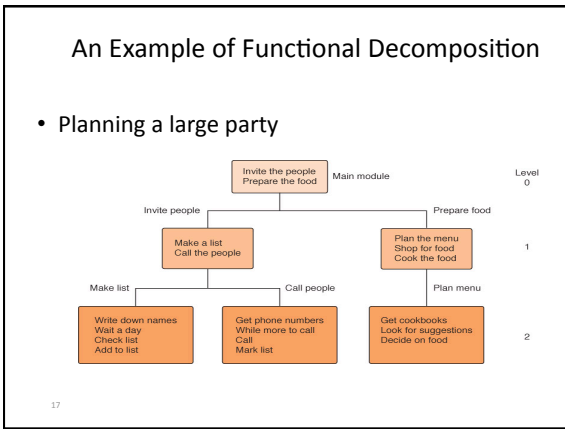 An Example of Functional Decomposition
• Planning a large party
Invite the people
Prepare the food
Main module
Level
0
Invite people
Prepare food
Make a list
Call the people
Plan the menu
Shop for food
Cook the food
1
Make list
Call people
Plan menu
Write down names
Wait a day
Check list
Add to list
Get phone numbers
While more to call
Call
Mark list
Get cookbooks
Look for suggestions
Decide on food
2
17